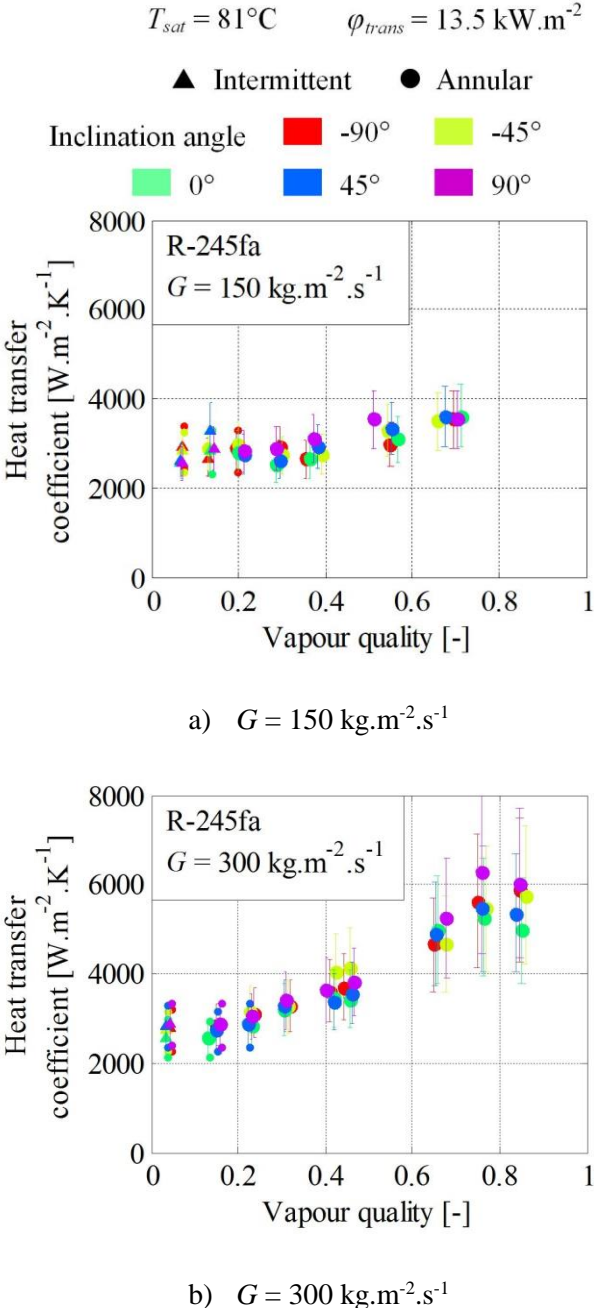 T_sat = 81°C φ_trans = 13.5 kW.m⁻²
Intermittent Annular
Inclination angle -90° -45°
0° 45° 90°
8000
6000
4000
2000
0
Heat transfer
coefficient [W.m⁻².K⁻¹]
R-245fa
G = 150 kg.m⁻².s⁻¹
0 0.2 0.4 0.6 0.8 1
Vapour quality [-]
a) G = 150 kg.m⁻².s⁻¹
8000
6000
4000
2000
0
Heat transfer
coefficient [W.m⁻².K⁻¹]
R-245fa
G = 300 kg.m⁻².s⁻¹
0 0.2 0.4 0.6 0.8 1
Vapour quality [-]
b) G = 300 kg.m⁻².s⁻¹